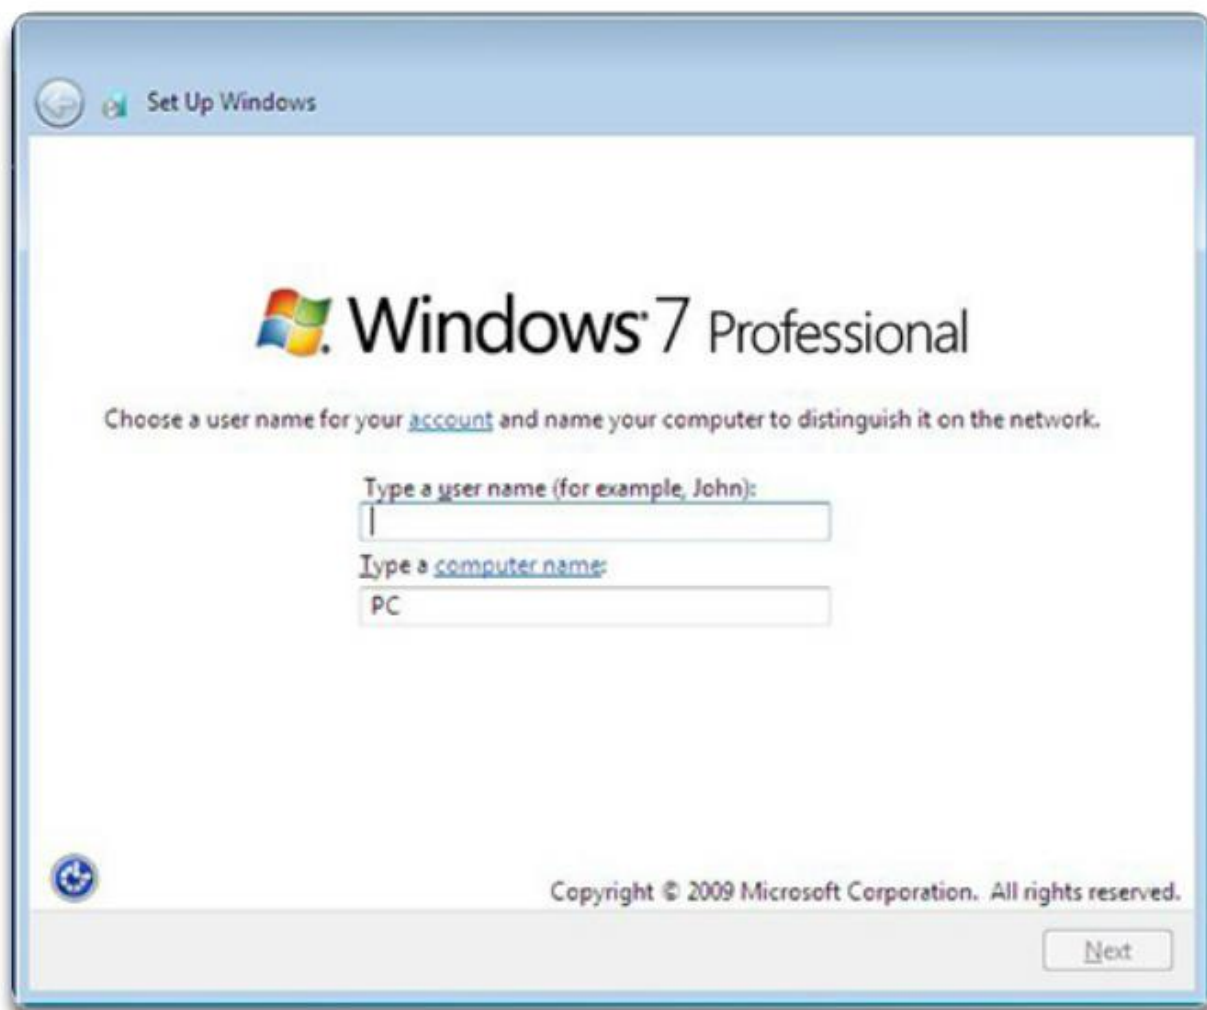 Set Up Windows
Windows® 7 Professional
Choose a user name for your account and name your computer to distinguish it on the network.
Type a user name (for example, John):
Type a computer name:
PC
Copyright © 2009 Microsoft Corporation. All rights reserved.
Next